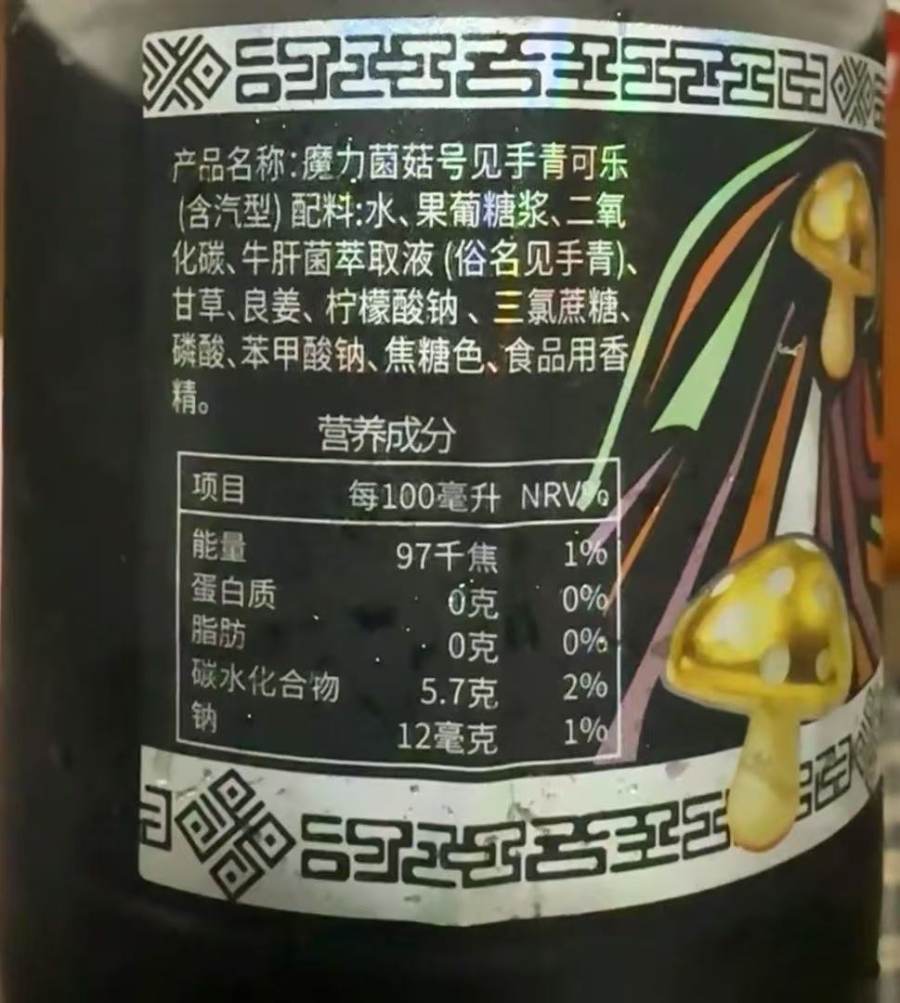 产品名称:魔力菌菇号见手青可乐
(含汽型) 配料:水、果葡糖浆、二氧
化碳、牛肝菌萃取液 (俗名见手青)、
甘草、良姜、柠檬酸钠、三氯蔗糖、
磷酸、苯甲酸钠、焦糖色、食品用香
精。
营养成分
项目 每100毫升 NRV%
能量 97千焦 1%
蛋白质 0克 0%
脂肪 0克 0%
碳水化合物 5.7克 2%
钠 12毫克 1%